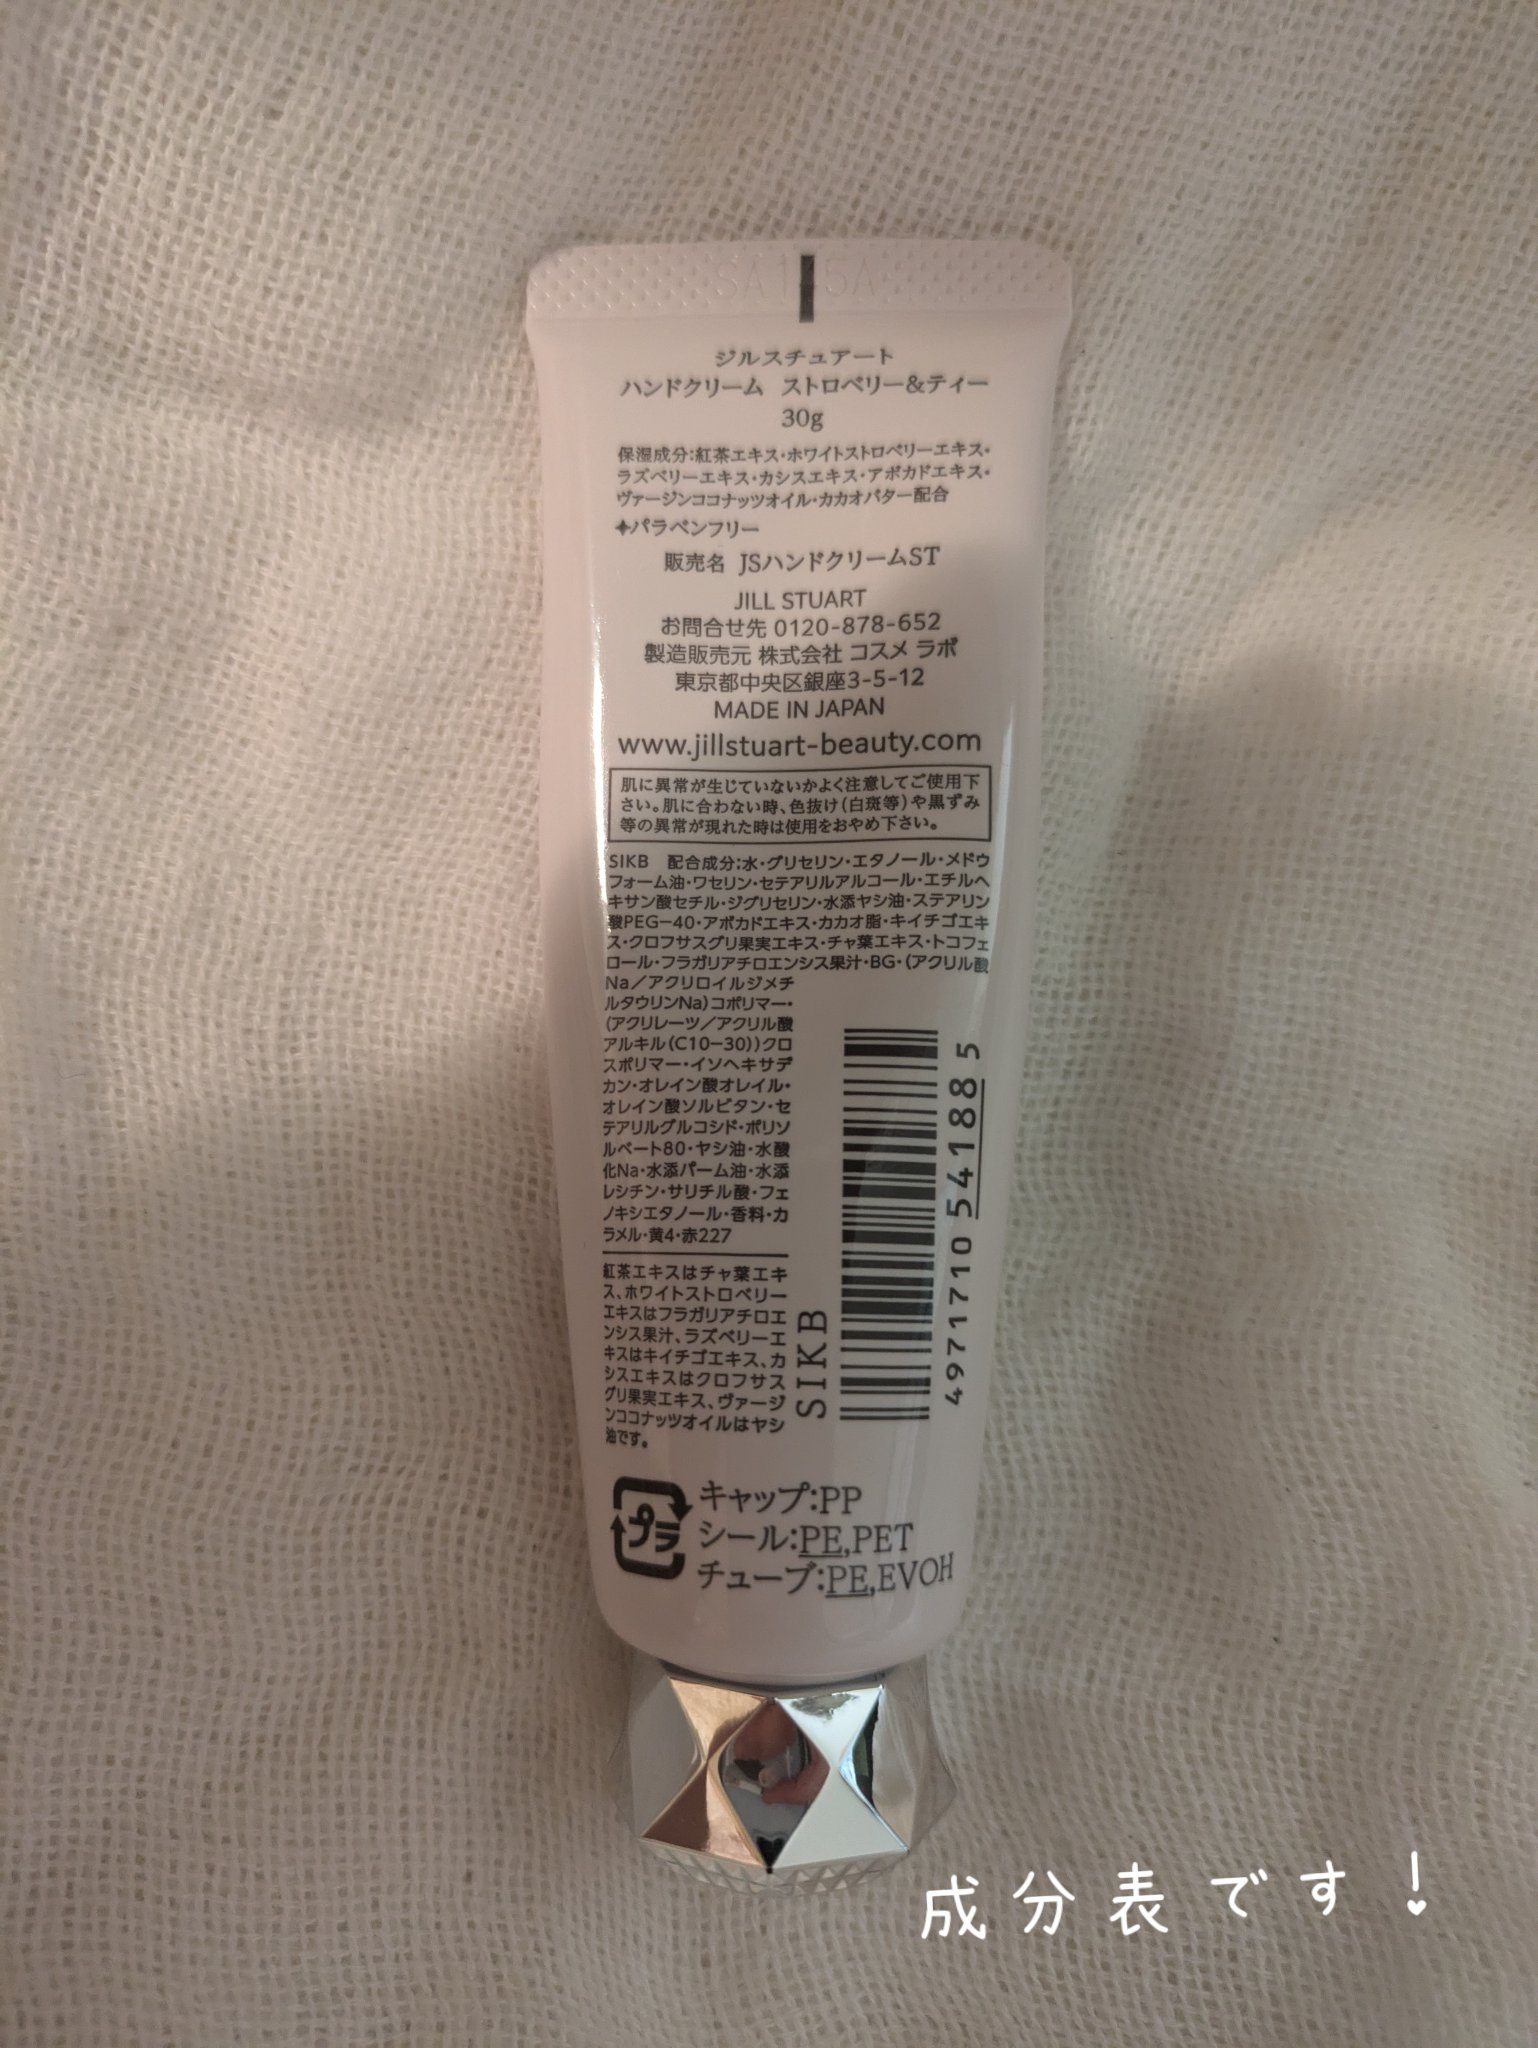 ジルスチュアート
ハンドクリーム ストロベリー&ティー
30g
保湿成分:紅茶エキス・ホワイトストロベリーエキス・
ラズベリーエキス・カシスエキス・アボカドエキス・
ヴァージンココナッツオイル・カカオバター配合
✦パラベンフリー
販売名 JSハンドクリームST
JILL STUART
お問合せ先 0120-878-652
製造販売元 株式会社 コスメ ラボ
東京都中央区銀座3-5-12
MADE IN JAPAN
www.jillstuart-beauty.com
肌に異常が生じていないかよく注意してご使用下
さい。肌に合わない時、色抜け(白斑等)や黒ずみ
等の異常が現れた時は使用をおやめ下さい。
SIKB 配合成分:水・グリセリン・エタノール・メドウ
フォーム油・ワセリン・セテアリルアルコール・エチルヘ
キサン酸セチル・ジグリセリン・水添ヤシ油・ステアリン
酸PEG-40・アボカドエキス・カカオ脂・キイチゴエキ
ス・クロフサスグリ果実エキス・チャ葉エキス・トコフェ
ロール・フラガリアチロエンシス果汁・BG・(アクリル酸
Na/アクリロイルジメチ
ルタウリンNa)コポリマー・
(アクリレーツ/アクリル酸
アルキル(C10-30))クロ
スポリマー・イソヘキサデ
カン・オレイン酸オレイル・
オレイン酸ソルビタン・セ
テアリルグルコシド・ポリソ
ルベート80・ヤシ油・水酸
化Na・水添パーム油・水添
レシチン・サリチル酸・フェ
ノキシエタノール・香料・カ
ラメル・黄4・赤227
紅茶エキスはチャ葉エキ
ス、ホワイトストロベリー
エキスはフラガリアチロエ
ンシス果汁、ラズベリーエ
キスはキイチゴエキス、カ
シスエキスはクロフサス
グリ果実エキス、ヴァージ
ンココナッツオイルはヤシ
油です。
SIKB
4971710 541885
プラ
キャップ:PP
シール:PE,PET
チューブ:PE,EVOH
成分表です!